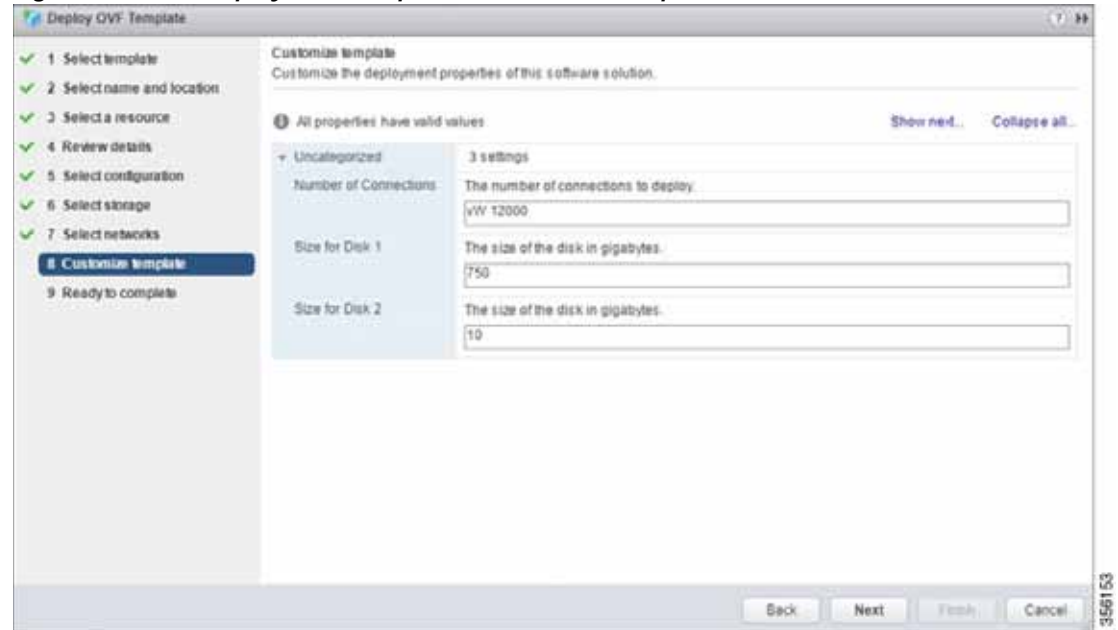 Deploy OVF Template
1 Select template
2 Select name and location
3 Select a resource
4 Review details
5 Select configuration
6 Select storage
7 Select networks
8 Customize template
9 Ready to complete
Customize template
Customize the deployment properties of this software solution.
All properties have valid values
Show next...
Collapse all...
Uncategorized
3 settings
Number of Connections
The number of connections to deploy.
vW 12000
Size for Disk 1
The size of the disk in gigabytes.
750
Size for Disk 2
The size of the disk in gigabytes.
10
Back
Next
Finish
Cancel
356153